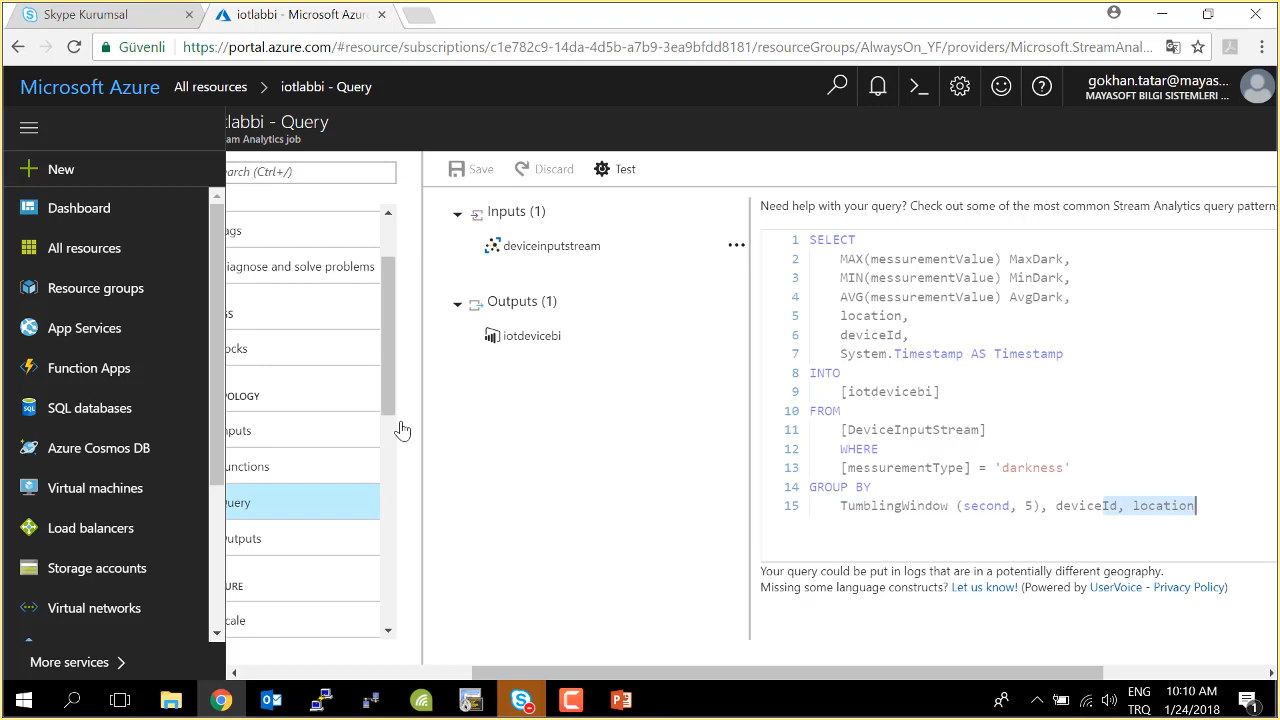 Skype Kurumsal
iotlabbi - Microsoft Azu
Güvenli
https://portal.azure.com/#resource/subscriptions/c1e782c9-14da-4d5b-a7b9-3ea9bfdd8181/resourceGroups/AlwaysOn_YF/providers/Microsoft.StreamAnal...
Microsoft Azure
All resources
iotlabbi - Query
gokhan.tatar@mayas...
MAYASOFT BILGI SISTEMLERI ...
tlabbi - Query
am Analytics job
New
Dashboard
All resources
Resource groups
App Services
Function Apps
SQL databases
Azure Cosmos DB
Virtual machines
Load balancers
Storage accounts
Virtual networks
More services
arch (Ctrl+/)
ags
iagnose and solve problems
gs
ocks
OLOGY
nputs
unctions
Query
Outputs
URE
cale
Save
Discard
Test
Inputs (1)
deviceinputstream
Outputs (1)
iotdevicebi
Need help with your query? Check out some of the most common Stream Analytics query pattern
1 SELECT
2 MAX(messurementValue) MaxDark,
3 MIN(messurementValue) MinDark,
4 AVG(messurementValue) AvgDark,
5 location,
6 deviceId,
7 System.Timestamp AS Timestamp
8 INTO
9 [iotdevicebi]
10 FROM
11 [DeviceInputStream]
12 WHERE
13 [messurementType] = 'darkness'
14 GROUP BY
15 TumblingWindow (second, 5), deviceId, location
Your query could be put in logs that are in a potentially different geography.
Missing some language constructs? Let us know! (Powered by UserVoice - Privacy Policy)
ENG
TRQ
10:10 AM
1/24/2018
1